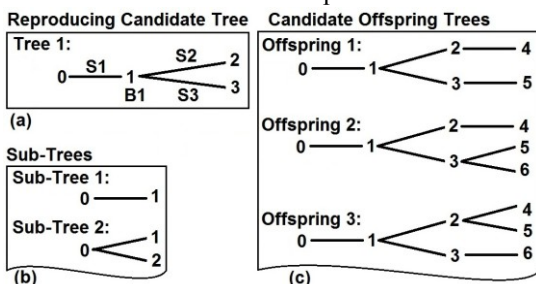 Reproducing Candidate Tree
Tree 1:
0 S1 1 S2 2
B1 S3 3
(a)
Sub-Trees
Sub-Tree 1:
0 1
Sub-Tree 2:
0 1
2
(b)
Candidate Offspring Trees
Offspring 1:
0 1 2 4
3 5
Offspring 2:
0 1 2 4
3 5
6
Offspring 3:
0 1 2 4
5
3 6
(c)